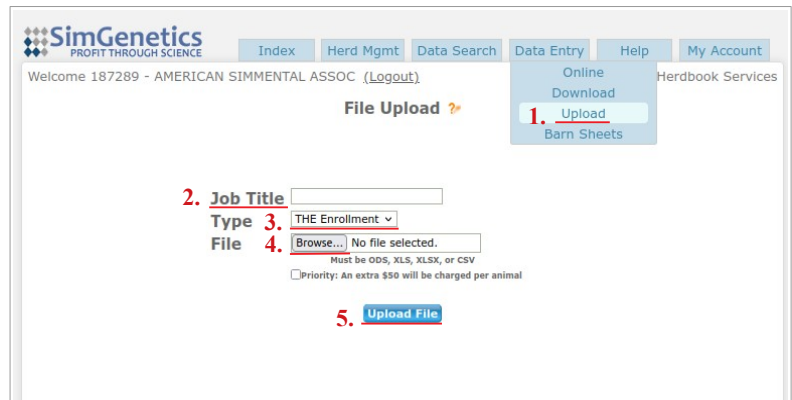 SimGenetics
PROFIT THROUGH SCIENCE
Index Herd Mgmt Data Search Data Entry Help My Account
Welcome 187289 - AMERICAN SIMMENTAL ASSOC (Logout)
Online
Herdbook Services
Download
File Upload ?
1. Upload
Barn Sheets
2. Job Title
Type 3. THE Enrollment
File 4. Browse... No file selected.
Must be ODS, XLS, XLSX, or CSV
Priority: An extra $50 will be charged per animal
5. Upload File